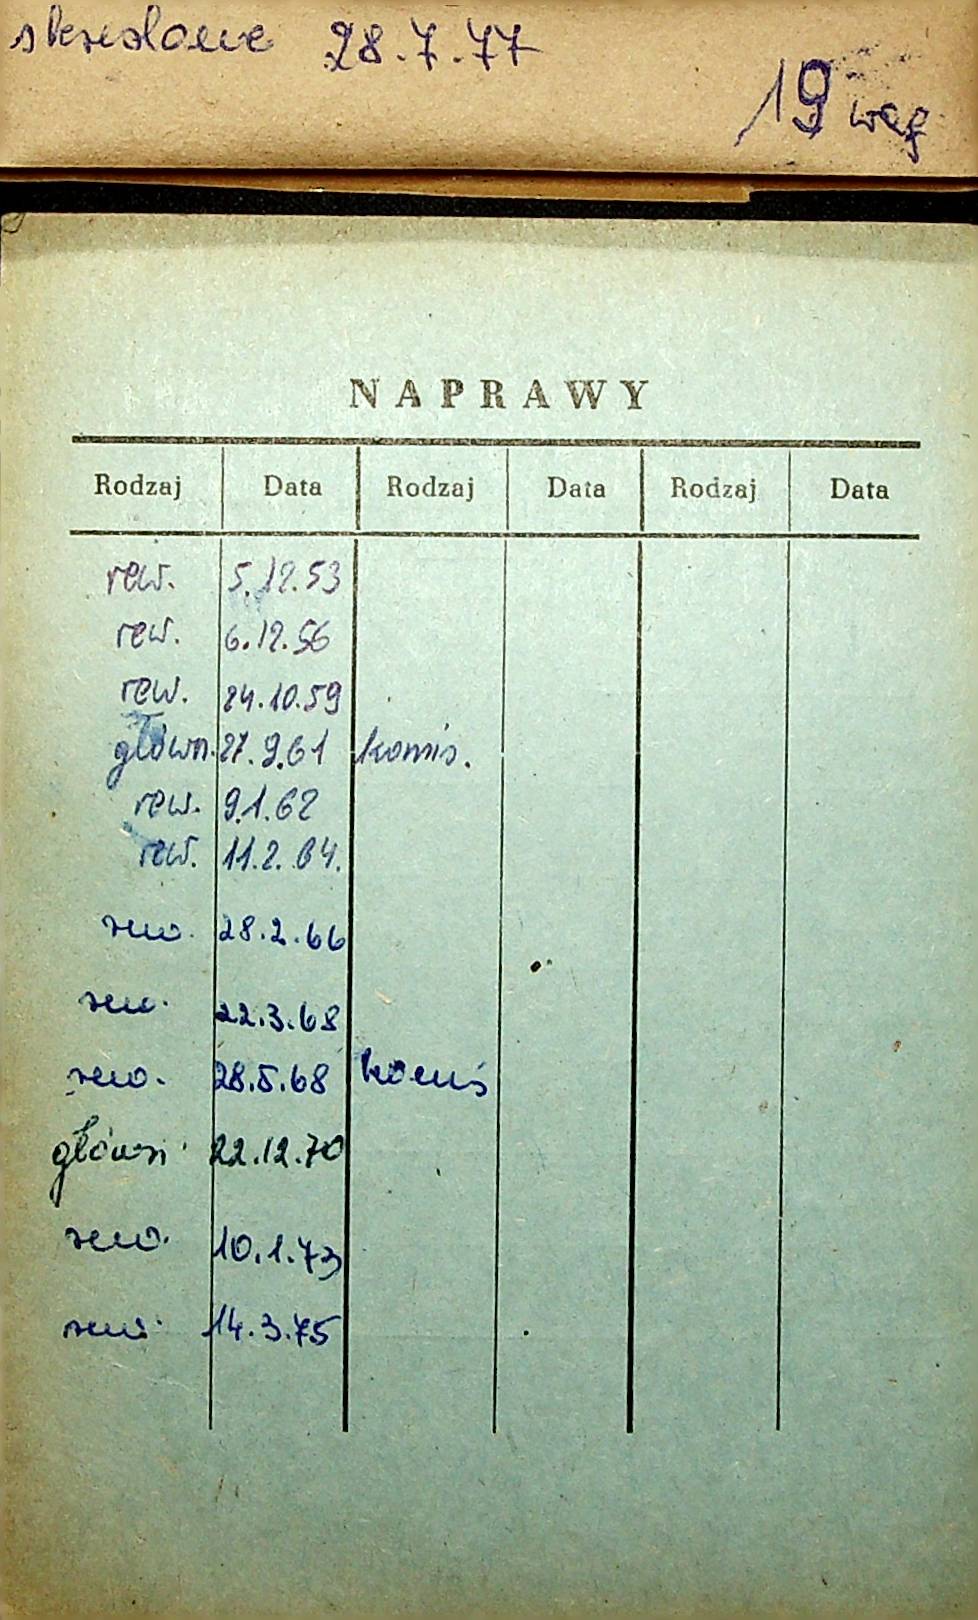 skreślone 28.7.77
19 wag
NAPRAWY
Rodzaj Data Rodzaj Data Rodzaj Data
rew. 5.12.53
rew. 6.12.56
rew. 24.10.59
główn. 27.9.61 komis.
rew. 9.1.62
rew. 11.2.64.
rew. 28.2.66
rew. 22.3.68
rew. 28.5.68 komis
główn. 22.12.70
rew. 10.1.73
rew. 14.3.75